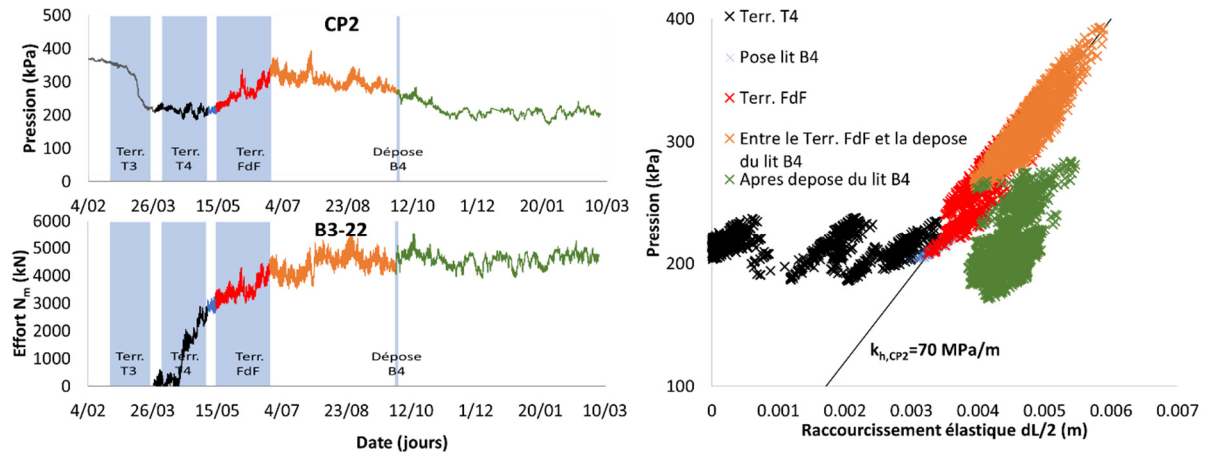 CP2
Pression (kPa)
500
400
300
200
100
0
Terr. T3
Terr. T4
Terr. FdF
Dépose B4
4/02 26/03 15/05 4/07 23/08 12/10 1/12 20/01 10/03
B3-22
Effort Nm (kN)
6000
5000
4000
3000
2000
1000
0
Terr. T3
Terr. T4
Terr. FdF
Dépose B4
4/02 26/03 15/05 4/07 23/08 12/10 1/12 20/01 10/03
Date (jours)
Pression (kPa)
400
300
200
100
Terr. T4
Pose lit B4
Terr. FdF
Entre le Terr. FdF et la depose
du lit B4
Apres depose du lit B4
kh,CP2=70 MPa/m
0 0.001 0.002 0.003 0.004 0.005 0.006 0.007
Raccourcissement élastique dL/2 (m)